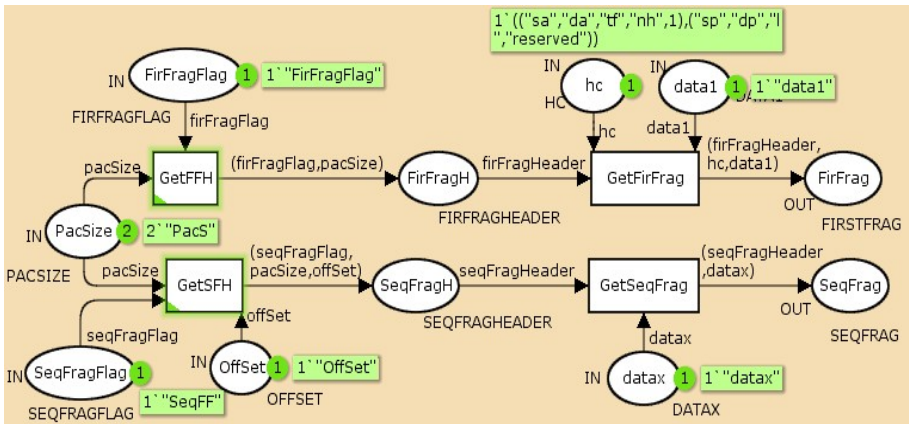 1`(("sa","da","tf","nh",1),("sp","dp","l
","reserved"))
IN
FirFragFlag
1
1`"FirFragFlag"
FIRFRAGFLAG
firFragFlag
IN
hc
1
HC
hc
IN
data1
1
1`"data1"
data1
pacSize
GetFFH
(firFragFlag,pacSize)
FirFragH
FIRFRAGHEADER
firFragHeader
GetFirFrag
(firFragHeader,
hc,data1)
FirFrag
OUT
FIRSTFRAG
IN
PacSize
2
2`"PacS"
PACSIZE
pacSize
GetSFH
(seqFragFlag,
pacSize,offSet)
SeqFragH
SEQFRAGHEADER
seqFragHeader
GetSeqFrag
(seqFragHeader
,datax)
SeqFrag
OUT
SEQFRAG
seqFragFlag
offSet
datax
IN
SeqFragFlag
1
1`"SeqFF"
SEQFRAGFLAG
IN
OffSet
1
1`"OffSet"
OFFSET
IN
datax
1
1`"datax"
DATAX